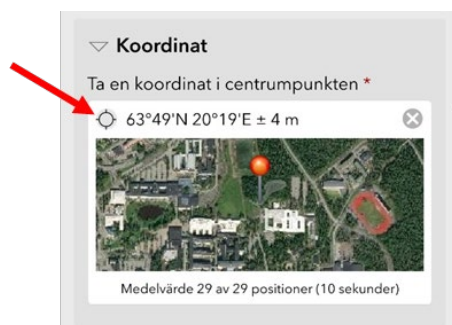 Koordinat
Ta en koordinat i centrumpunkten *
63°49'N 20°19'E ± 4 m
Medelvärde 29 av 29 positioner (10 sekunder)